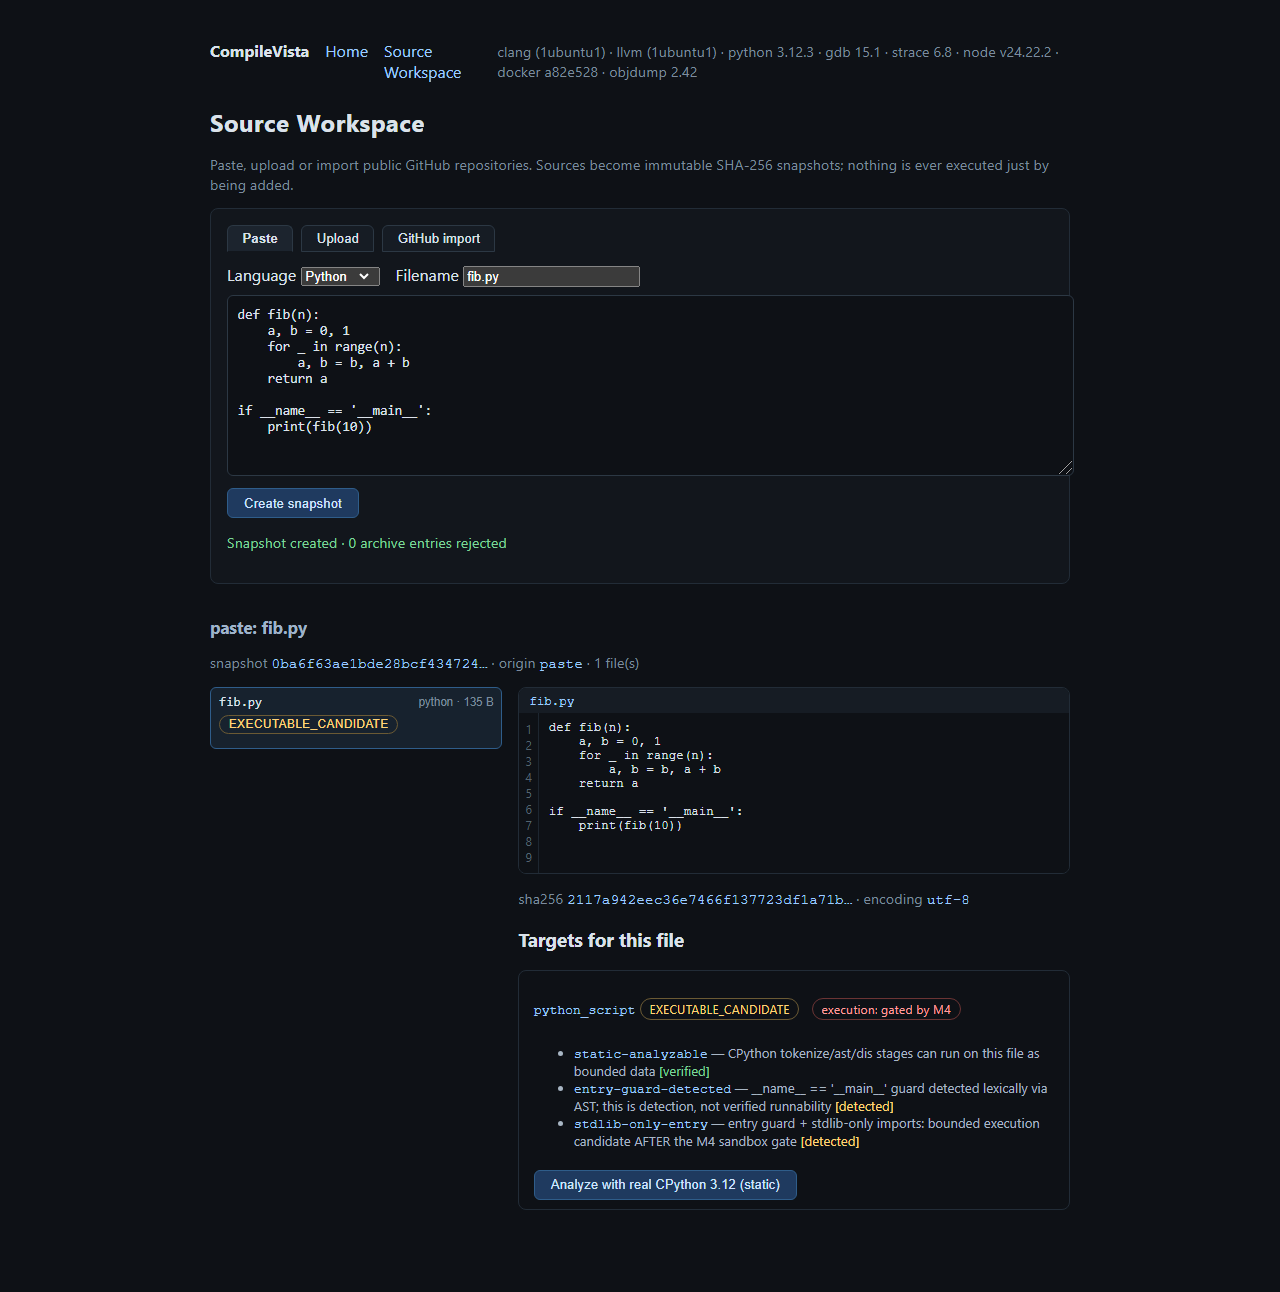 CompileVista Home Source Workspace
clang (1ubuntu1) · llvm (1ubuntu1) · python 3.12.3 · gdb 15.1 · strace 6.8 · node v24.22.2 ·
docker a82e528 · objdump 2.42
Source Workspace
Paste, upload or import public GitHub repositories. Sources become immutable SHA-256 snapshots; nothing is ever executed just by
being added.
Paste Upload GitHub import
Language Python Filename fib.py
def fib(n):
    a, b = 0, 1
    for _ in range(n):
        a, b = b, a + b
    return a
if __name__ == '__main__':
    print(fib(10))
Create snapshot
Snapshot created · 0 archive entries rejected
paste: fib.py
snapshot 0ba6f63ae1bde28bcf434724… · origin paste · 1 file(s)
fib.py python · 135 B
EXECUTABLE_CANDIDATE
fib.py
1 def fib(n):
2     a, b = 0, 1
3     for _ in range(n):
4         a, b = b, a + b
5     return a
6
7 if __name__ == '__main__':
8     print(fib(10))
9
sha256 2117a942eec36e7466f137723df1a71b… · encoding utf-8
Targets for this file
python_script EXECUTABLE_CANDIDATE execution: gated by M4
• static-analyzable — CPython tokenize/ast/dis stages can run on this file as
bounded data [verified]
• entry-guard-detected — __name__ == '__main__' guard detected lexically via
AST; this is detection, not verified runnability [detected]
• stdlib-only-entry — entry guard + stdlib-only imports: bounded execution
candidate AFTER the M4 sandbox gate [detected]
Analyze with real CPython 3.12 (static)